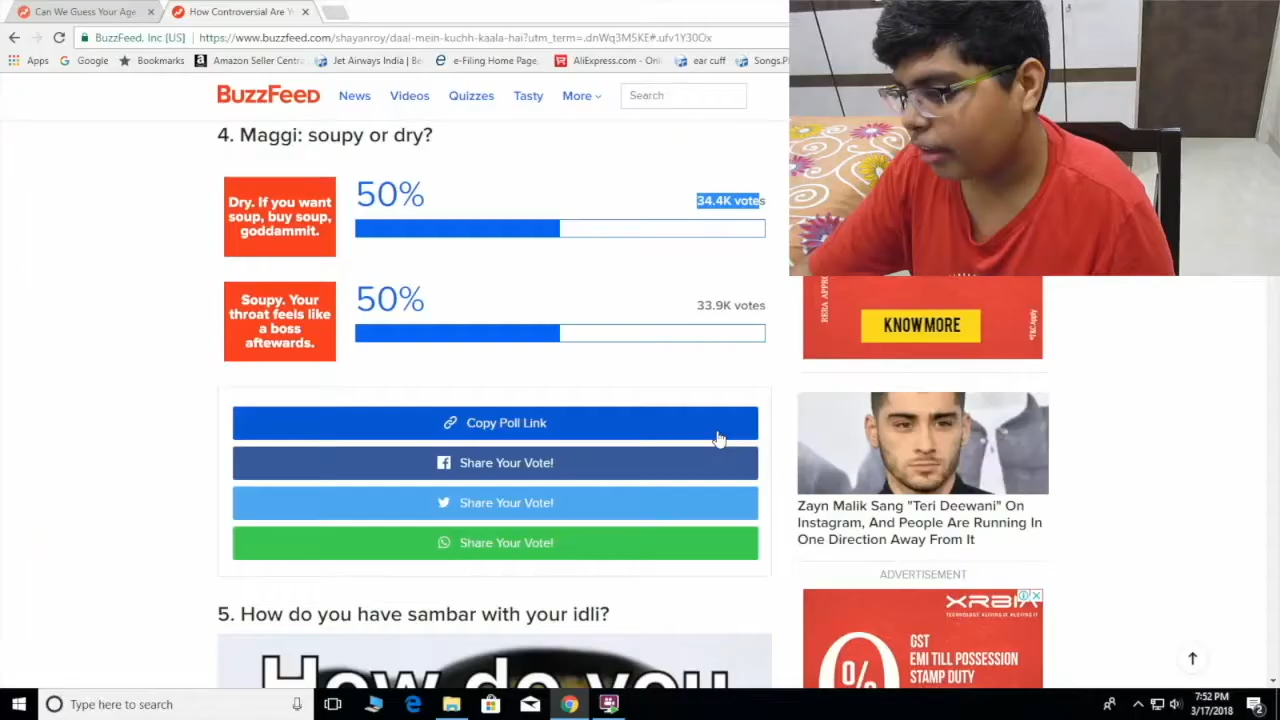 Can We Guess Your Age
How Controversial Are Y
BuzzFeed, Inc [US]
https://www.buzzfeed.com/shayanroy/daal-mein-kuchh-kaala-hai?utm_term=.dnWq3M5KE#.ufv1Y30Ox
Apps
Google
Bookmarks
Amazon Seller Centra
Jet Airways India | Be
e-Filing Home Page,
AliExpress.com - Onli
ear cuff
Songs.P
BuzzFeed
News
Videos
Quizzes
Tasty
More
Search
4. Maggi: soupy or dry?
Dry. If you want
soup, buy soup,
goddammit.
50%
34.4K votes
Soupy. Your
throat feels like
a boss
aftewards.
50%
33.9K votes
RERA APPRO
KNOW MORE
*T&C Apply
Copy Poll Link
Share Your Vote!
Share Your Vote!
Share Your Vote!
Zayn Malik Sang "Teri Deewani" On
Instagram, And People Are Running In
One Direction Away From It
ADVERTISEMENT
XRBIA
0%
GST
EMI TILL POSSESSION
STAMP DUTY
5. How do you have sambar with your idli?
How do you
Type here to search
7:52 PM
3/17/2018
2